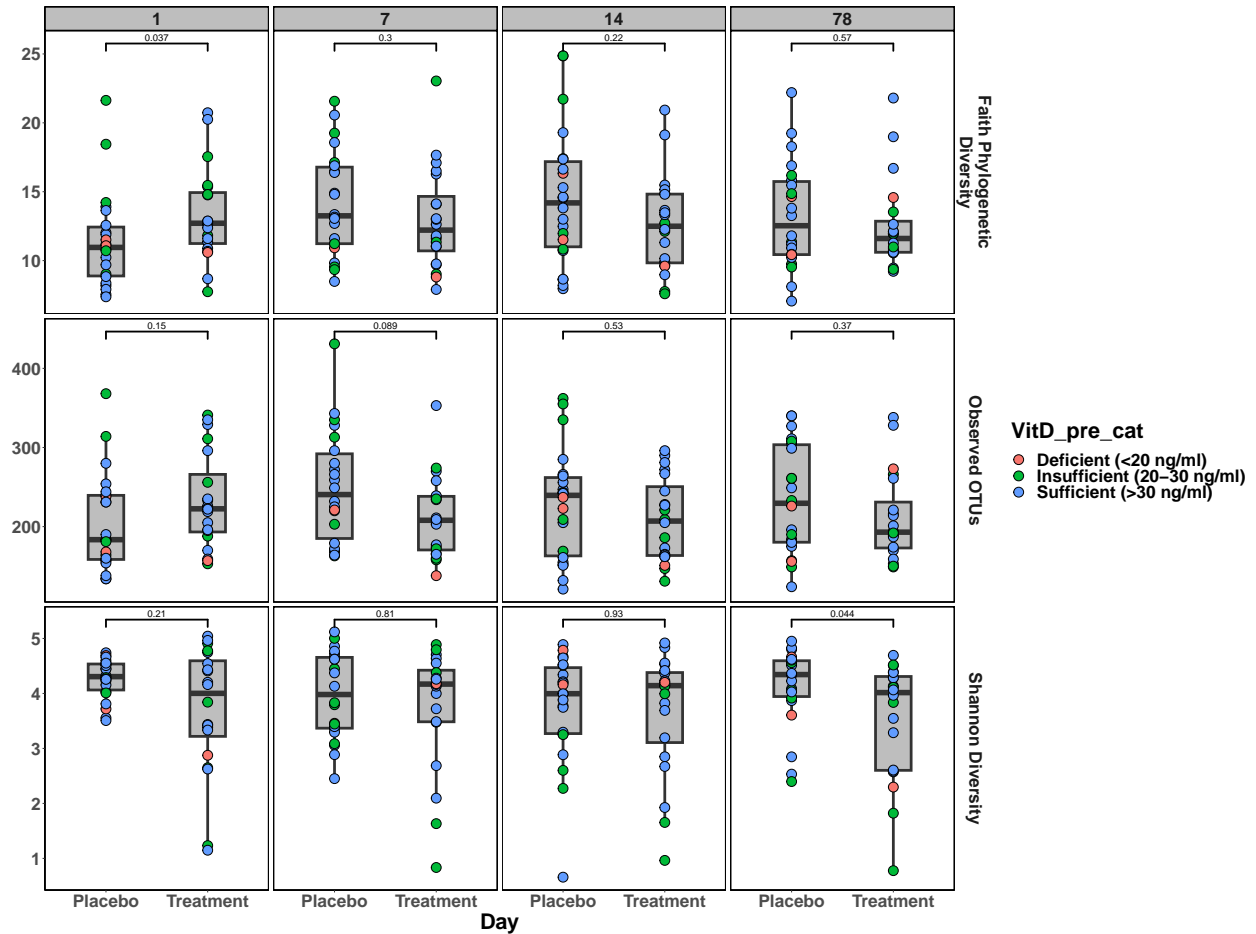 1 7 14 78
0.037 0.3 0.22 0.57
25
20
15
10
Faith Phylogenetic
Diversity
0.15 0.089 0.53 0.37
400
300
200
Observed OTUs
VitD_pre_cat
Deficient (<20 ng/ml)
Insufficient (20−30 ng/ml)
Sufficient (>30 ng/ml)
0.21 0.81 0.93 0.044
5
4
3
2
1
Shannon Diversity
Placebo Treatment Placebo Treatment Placebo Treatment Placebo Treatment
Day